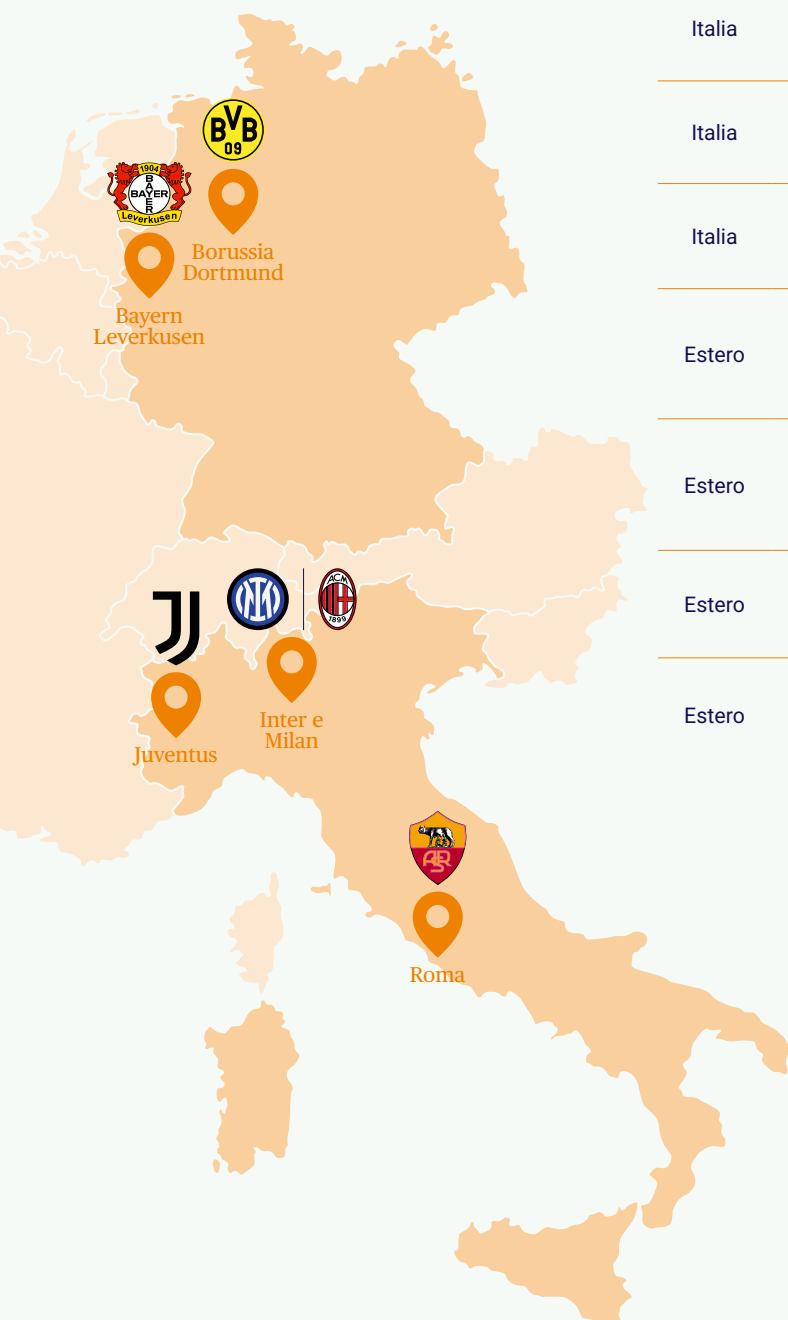 Italia
Italia
Italia
Estero
Estero
Estero
Estero
BVB
09
1904
BAYER
BAYER
Leverkusen
Borussia
Dortmund
Bayern
Leverkusen
ACM
1899
Juventus
Inter e
Milan
ASR
Roma